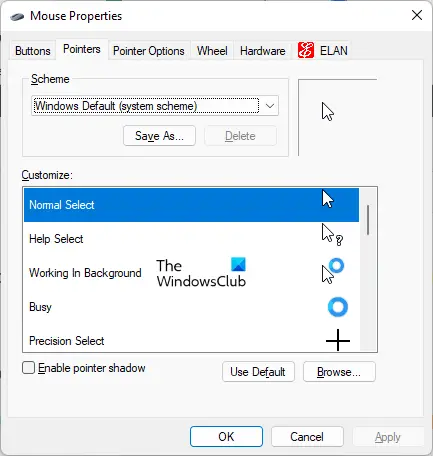 Mouse Properties
Buttons Pointers Pointer Options Wheel Hardware ELAN
Scheme
Windows Default (system scheme)
Save As... Delete
Customize:
Normal Select
Help Select
Working In Background
The
WindowsClub
Busy
Precision Select
Enable pointer shadow
Use Default Browse...
OK Cancel Apply